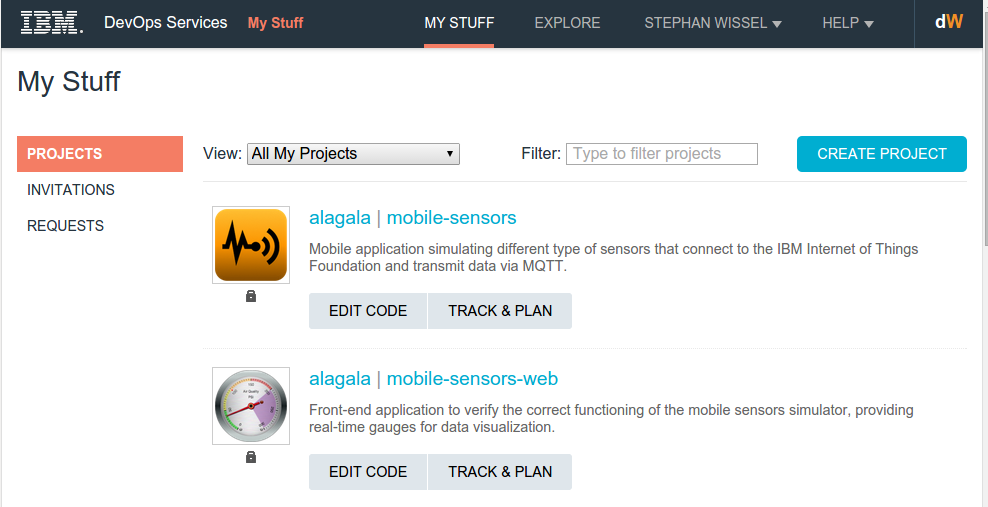 IBM. DevOps Services My Stuff MY STUFF EXPLORE STEPHAN WISSEL HELP dW
My Stuff
PROJECTS
INVITATIONS
REQUESTS
View: All My Projects Filter: Type to filter projects CREATE PROJECT
alagala | mobile-sensors
Mobile application simulating different type of sensors that connect to the IBM Internet of Things
Foundation and transmit data via MQTT.
EDIT CODE TRACK & PLAN
alagala | mobile-sensors-web
Front-end application to verify the correct functioning of the mobile sensors simulator, providing
real-time gauges for data visualization.
EDIT CODE TRACK & PLAN